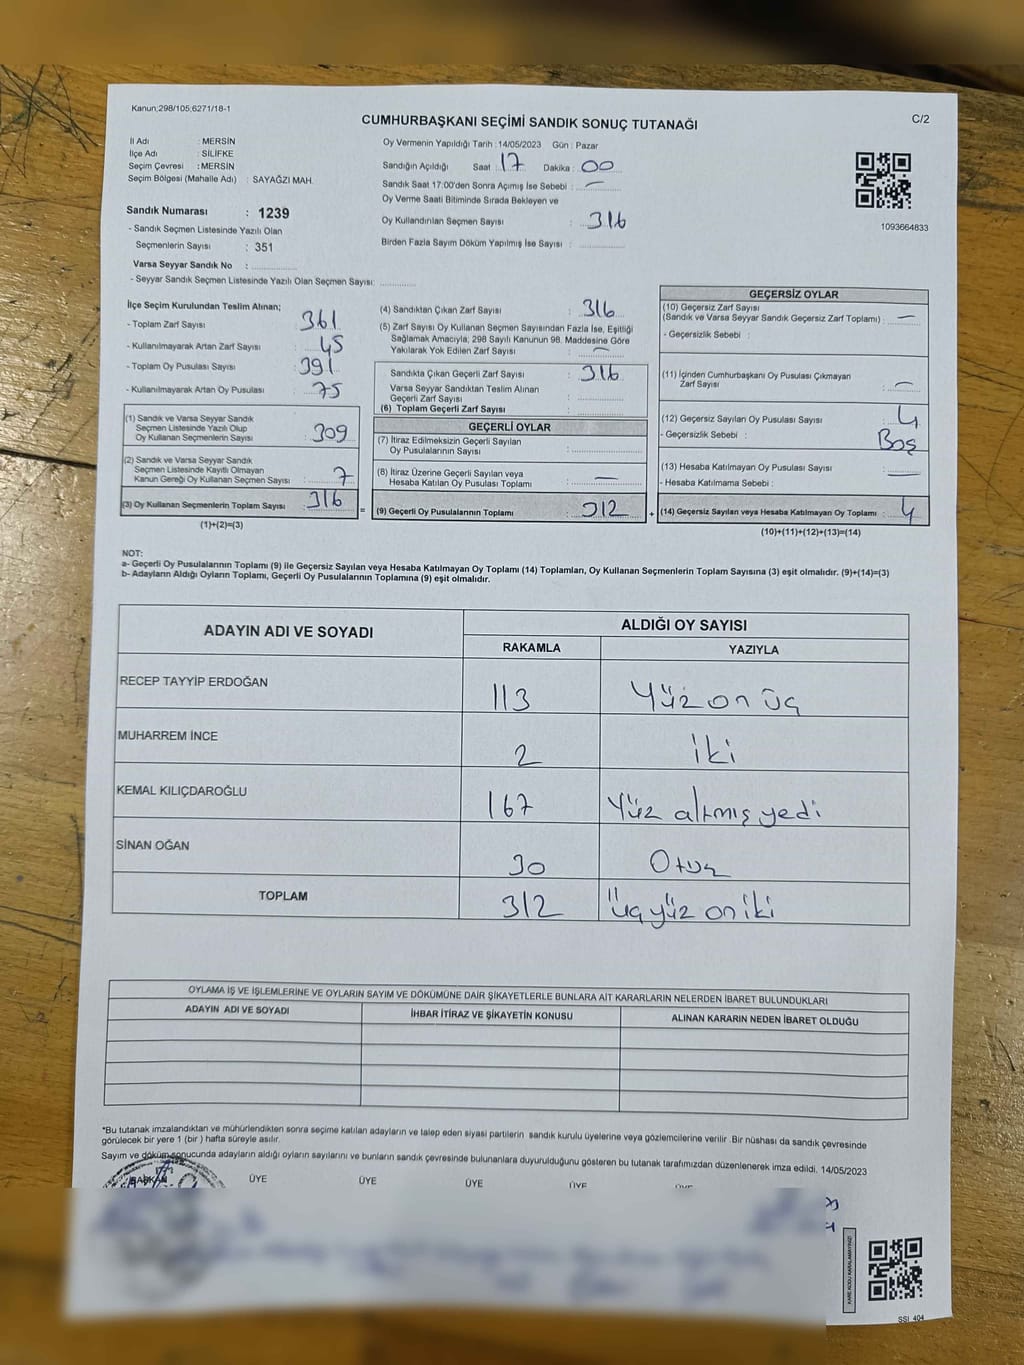 Kanun;298/105,6271/18-1
CUMHURBAŞKANI SEÇİMİ SANDIK SONUÇ TUTANAĞI
C/2
İl Adı : MERSİN
İlçe Adı : SİLİFKE
Seçim Çevresi : MERSİN
Seçim Bölgesi (Mahalle Adı) : SAYAĞZI MAH.
Sandık Numarası : 1239
- Sandık Seçmen Listesinde Yazılı Olan
Seçmenlerin Sayısı : 351
Varsa Seyyar Sandık No :
- Seyyar Sandık Seçmen Listesinde Yazılı Olan Seçmen Sayısı:
Oy Vermenin Yapıldığı Tarih :14/05/2023 Gün : Pazar
Sandığın Açıldığı Saat : 17 Dakika : 00
Sandık Saat 17:00'den Sonra Açımış İse Sebebi : —
Oy Verme Saati Bitiminde Sırada Bekleyen ve
Oy Kullandırılan Seçmen Sayısı : 316
Birden Fazla Sayım Döküm Yapılmış İse Sayısı :
1093664833
İlçe Seçim Kurulundan Teslim Alınan;
- Toplam Zarf Sayısı : 361
- Kullanılmayarak Artan Zarf Sayısı : 45
- Toplam Oy Pusulası Sayısı : 391
- Kullanılmayarak Artan Oy Pusulası : 75
(1) Sandık ve Varsa Seyyar Sandık
Seçmen Listesinde Yazılı Olup
Oy Kullanan Seçmenlerin Sayısı : 309
(2) Sandık ve Varsa Seyyar Sandık
Seçmen Listesinde Kayıtlı Olmayan
Kanun Gereği Oy Kullanan Seçmen Sayısı : 7
(3) Oy Kullanan Seçmenlerin Toplam Sayısı : 316
(1)+(2)=(3)
(4) Sandıktan Çıkan Zarf Sayısı : 316
(5) Zarf Sayısı Oy Kullanan Seçmen Sayısından Fazla İse, Eşitliği
Sağlamak Amacıyla; 298 Sayılı Kanunun 98. Maddesine Göre
Yakılarak Yok Edilen Zarf Sayısı : —
Sandıkta Çıkan Geçerli Zarf Sayısı : 316
Varsa Seyyar Sandıktan Teslim Alınan
Geçerli Zarf Sayısı :
(6) Toplam Geçerli Zarf Sayısı :
=
GEÇERLİ OYLAR
(7) İtiraz Edilmeksizin Geçerli Sayılan
Oy Pusulalarının Sayısı :
(8) İtiraz Üzerine Geçerli Sayılan veya
Hesaba Katılan Oy Pusulası Toplamı : —
(9) Geçerli Oy Pusulalarının Toplamı : 312
+
GEÇERSİZ OYLAR
(10) Geçersiz Zarf Sayısı
(Sandık ve Varsa Seyyar Sandık Geçersiz Zarf Toplamı) : —
- Geçersizlik Sebebi :
(11) İçinden Cumhurbaşkanı Oy Pusulası Çıkmayan
Zarf Sayısı : —
(12) Geçersiz Sayılan Oy Pusulası Sayısı : 4
- Geçersizlik Sebebi : Boş
(13) Hesaba Katılmayan Oy Pusulası Sayısı : —
- Hesaba Katılmama Sebebi :
(14) Geçersiz Sayılan veya Hesaba Katılmayan Oy Toplamı : 4
(10)+(11)+(12)+(13)=(14)
NOT:
a- Geçerli Oy Pusulalarının Toplamı (9) ile Geçersiz Sayılan veya Hesaba Katılmayan Oy Toplamı (14) Toplamları, Oy Kullanan Seçmenlerin Toplam Sayısına (3) eşit olmalıdır. (9)+(14)=(3)
b- Adayların Aldığı Oyların Toplamı, Geçerli Oy Pusulalarının Toplamına (9) eşit olmalıdır.
ADAYIN ADI VE SOYADI ALDIĞI OY SAYISI
RAKAMLA YAZIYLA
RECEP TAYYİP ERDOĞAN 113 Yüz on üç
MUHARREM İNCE 2 iki
KEMAL KILIÇDAROĞLU 167 Yüz altmış yedi
SİNAN OĞAN 30 Otuz
TOPLAM 312 Üçyüz oniki
OYLAMA İŞ VE İŞLEMLERİNE VE OYLARIN SAYIM VE DÖKÜMÜNE DAİR ŞİKAYETLERLE BUNLARA AİT KARARLARIN NELERDEN İBARET BULUNDUKLARI
ADAYIN ADI VE SOYADI İHBAR İTİRAZ VE ŞİKAYETİN KONUSU ALINAN KARARIN NEDEN İBARET OLDUĞU
*Bu tutanak imzalandıktan ve mühürlendikten sonra seçime katılan adayların ve talep eden siyasi partilerin sandık kurulu üyelerine veya gözlemcilerine verilir .Bir nüshası da sandık çevresinde
görülecek bir yere 1 (bir ) hafta süreyle asılır.
Sayım ve döküm sonucunda adayların aldığı oyların sayılarını ve bunların sandık çevresinde bulunanlara duyurulduğunu gösteren bu tutanak tarafımızdan düzenlenerek imza edildi. 14/05/2023
BAŞKAN ÜYE ÜYE ÜYE ÜYE ÜYE
KARE KODU KARALAMAYINIZ!
SSI_404